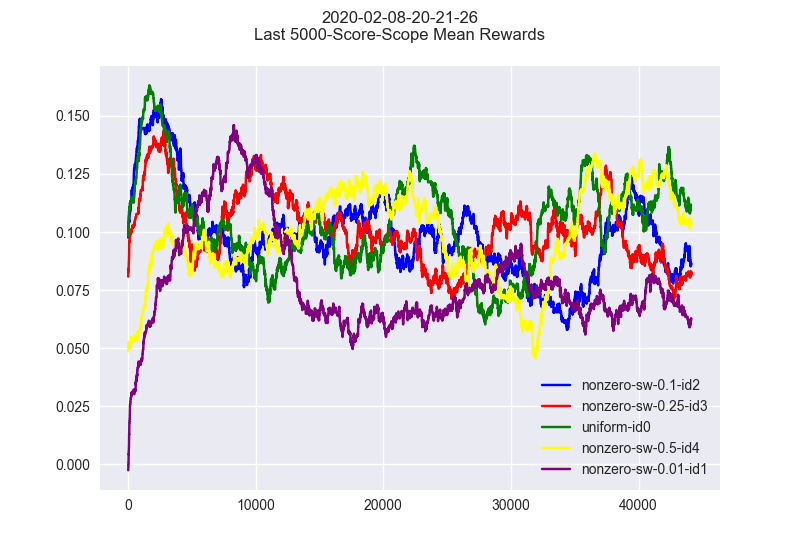 2020-02-08-20-21-26
Last 5000-Score-Scope Mean Rewards
0.150
0.125
0.100
0.075
0.050
0.025
0.000
nonzero-sw-0.1-id2
nonzero-sw-0.25-id3
uniform-id0
nonzero-sw-0.5-id4
nonzero-sw-0.01-id1
0 10000 20000 30000 40000